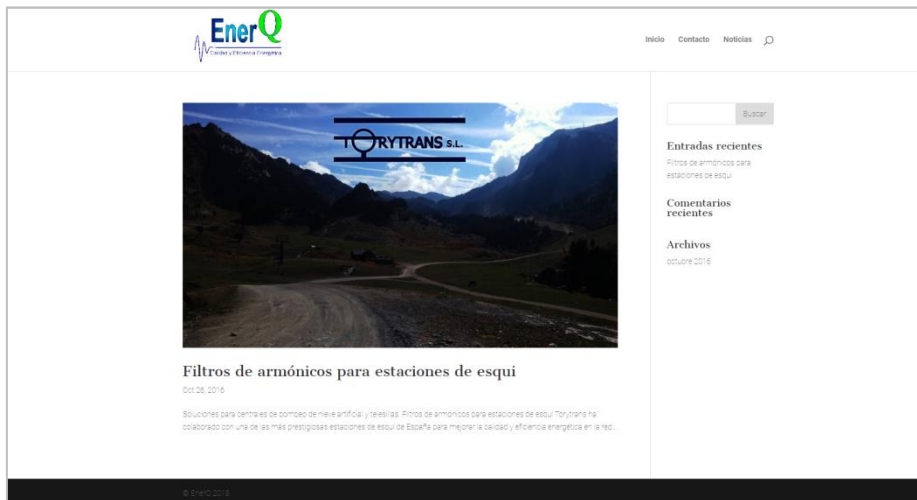 EnerQ
Calidad y Eficiencia Energética
Inicio Contacto Noticias
TORYTRANS S.L.
Buscar
Entradas recientes
Filtros de armónicos para
estaciones de esqui
Comentarios
recientes
Archivos
octubre 2016
Filtros de armónicos para estaciones de esqui
Oct 26, 2016
Soluciones para centrales de bombeo de nieve artificial y telesillas. Filtros de armónicos para estaciones de esquí Torytrans ha
colaborado con una de las más prestigiosas estaciones de esquí de España para mejorar la calidad y eficiencia energética en la red...
© EnerQ 2016